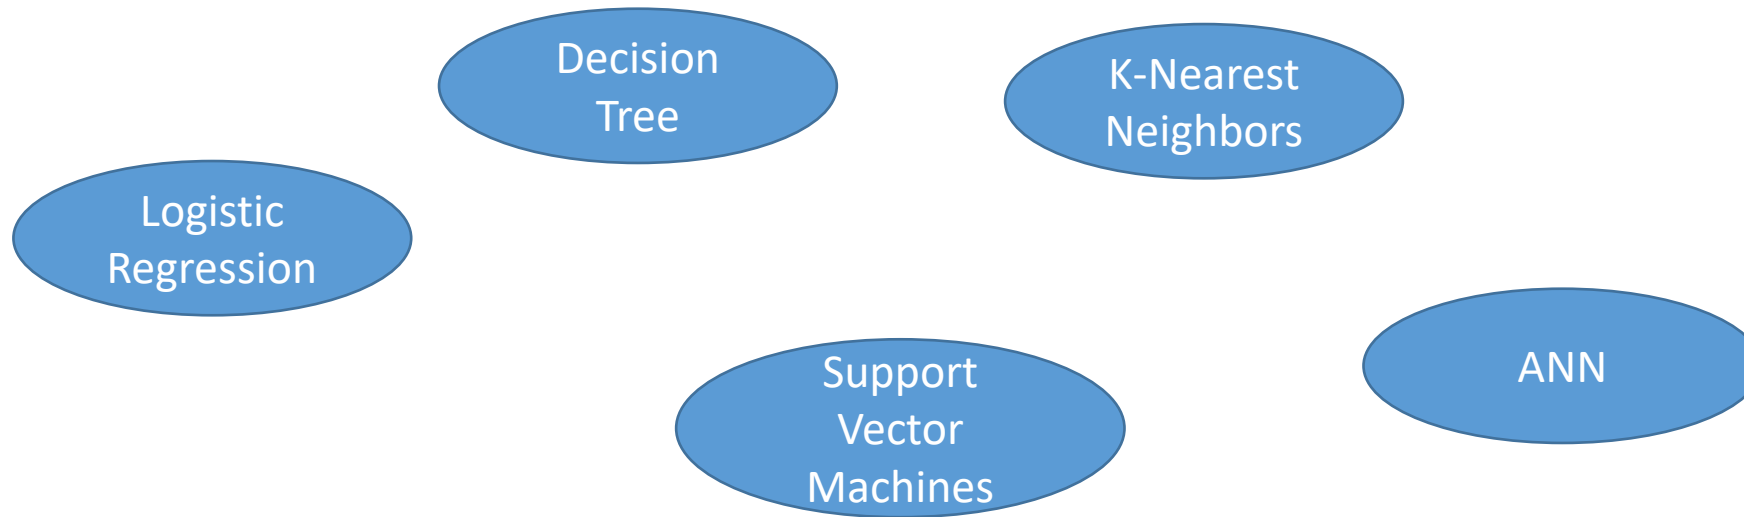 Decision
Tree
K-Nearest
Neighbors
Logistic
Regression
ANN
Support
Vector
Machines